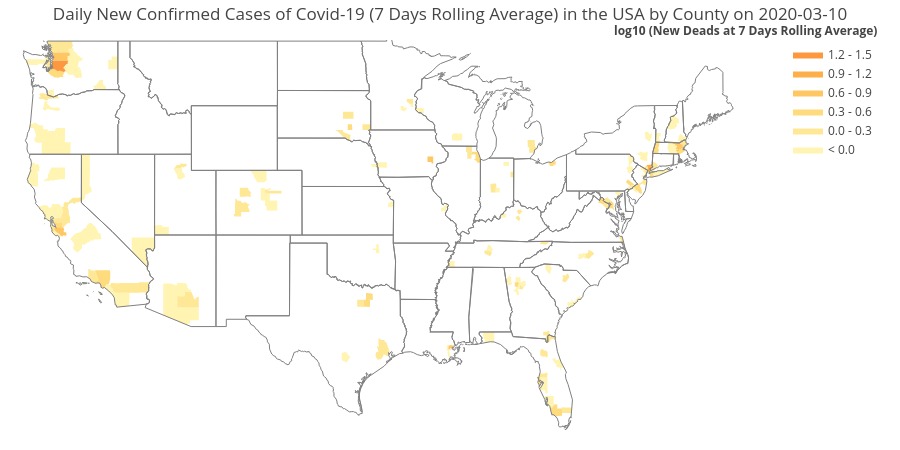 Daily New Confirmed Cases of Covid-19 (7 Days Rolling Average) in the USA by County on 2020-03-10
log10 (New Deads at 7 Days Rolling Average)
1.2 - 1.5
0.9 - 1.2
0.6 - 0.9
0.3 - 0.6
0.0 - 0.3
< 0.0